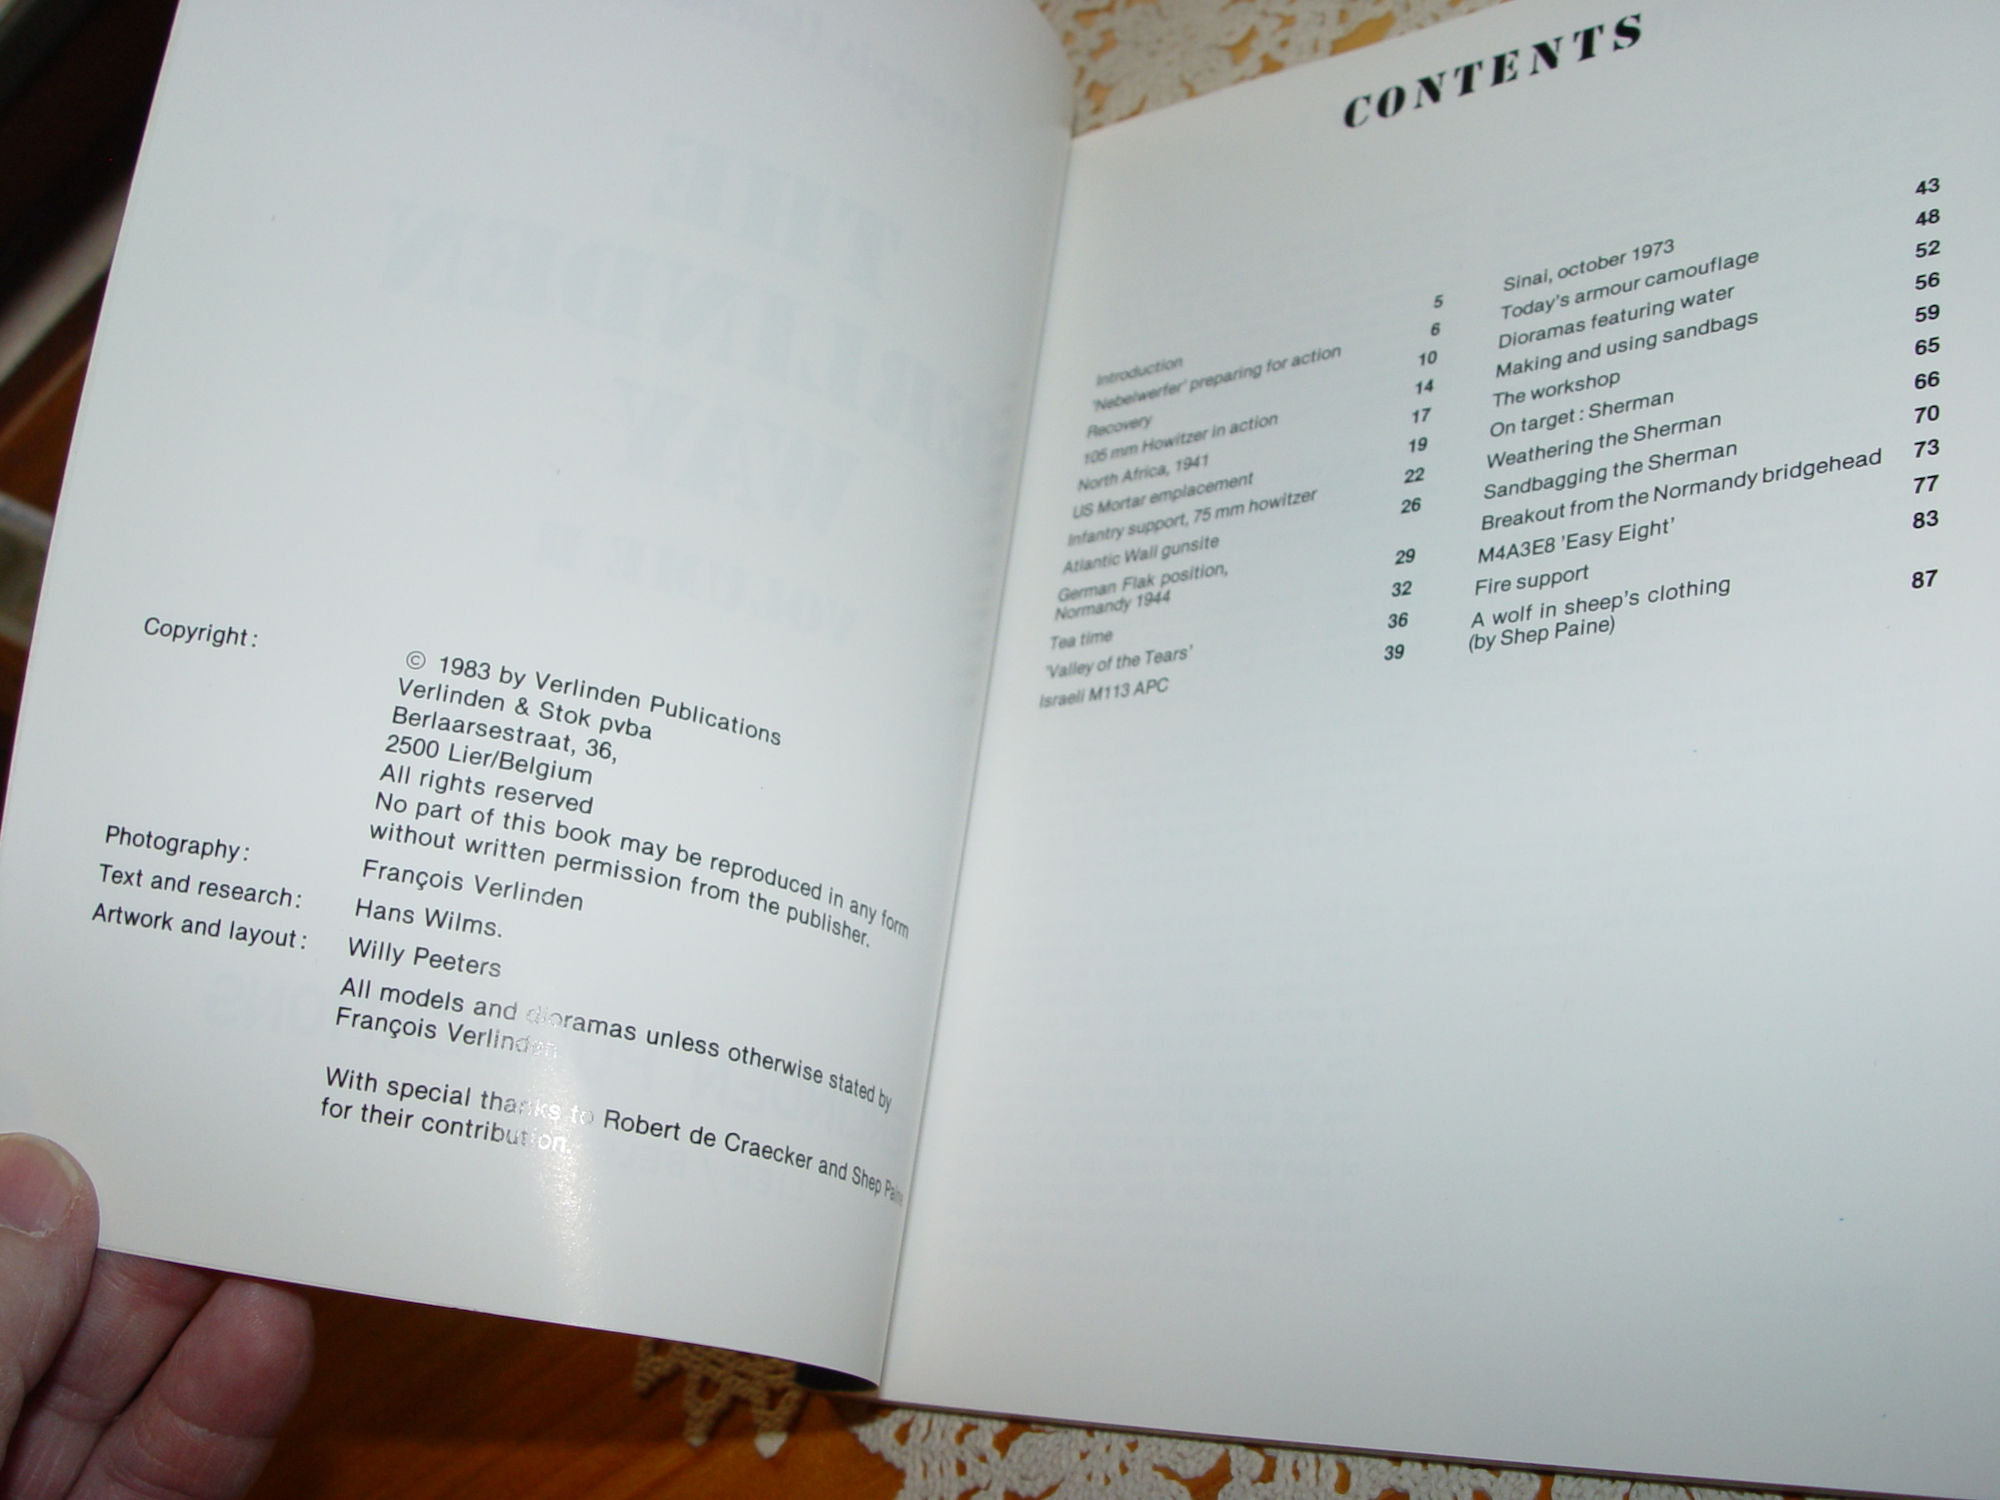 Copyright:
© 1983 by Verlinden Publications
Verlinden & Stok pvba
Berlaarsestraat, 36,
2500 Lier/Belgium
All rights reserved
No part of this book may be reproduced in any form
without written permission from the publisher.
Photography: François Verlinden
Text and research: Hans Wilms.
Artwork and layout: Willy Peeters
All models and dioramas unless otherwise stated by
François Verlinden
With special thanks to Robert de Craecker and Shep Paine
for their contribution.
CONTENTS
Introduction 5
'Nebelwerfer' preparing for action 6
Recovery 10
105 mm Howitzer in action 14
North Africa, 1941 17
US Mortar emplacement 19
Infantry support, 75 mm howitzer 22
Atlantic Wall gunsite 26
German Flak position,
Normandy 1944 29
Tea time 32
'Valley of the Tears' 36
Israeli M113 APC 39
Sinai, october 1973 43
Today's armour camouflage 48
Dioramas featuring water 52
Making and using sandbags 56
The workshop 59
On target : Sherman 65
Weathering the Sherman 66
Sandbagging the Sherman 70
Breakout from the Normandy bridgehead 73
M4A3E8 'Easy Eight' 77
Fire support 83
A wolf in sheep's clothing
(by Shep Paine) 87